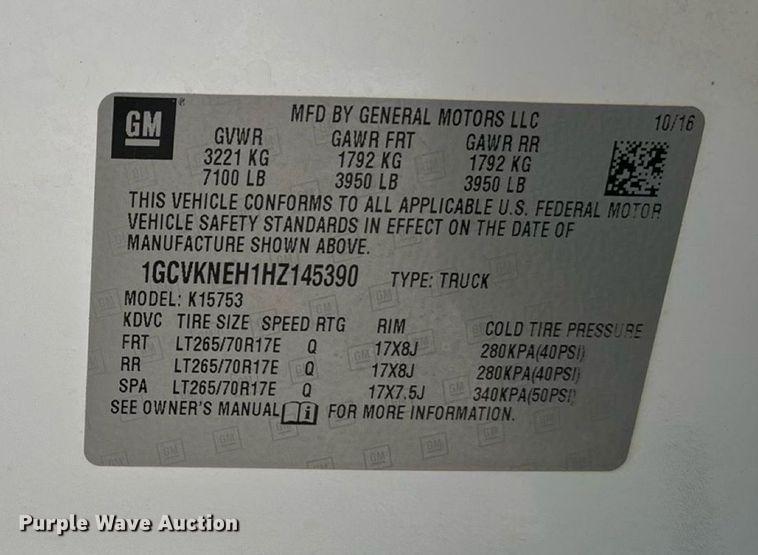 GM
MFD BY GENERAL MOTORS LLC 10/16
GVWR GAWR FRT GAWR RR
3221 KG 1792 KG 1792 KG
7100 LB 3950 LB 3950 LB
THIS VEHICLE CONFORMS TO ALL APPLICABLE U.S. FEDERAL MOTOR
VEHICLE SAFETY STANDARDS IN EFFECT ON THE DATE OF
MANUFACTURE SHOWN ABOVE.
1GCVKNEH1HZ145390 TYPE: TRUCK
MODEL: K15753
KDVC TIRE SIZE SPEED RTG RIM COLD TIRE PRESSURE
FRT LT265/70R17E Q 17X8J 280KPA(40PSI)
RR LT265/70R17E Q 17X8J 280KPA(40PSI)
SPA LT265/70R17E Q 17X7.5J 340KPA(50PSI)
SEE OWNER'S MANUAL FOR MORE INFORMATION.
Purple Wave Auction